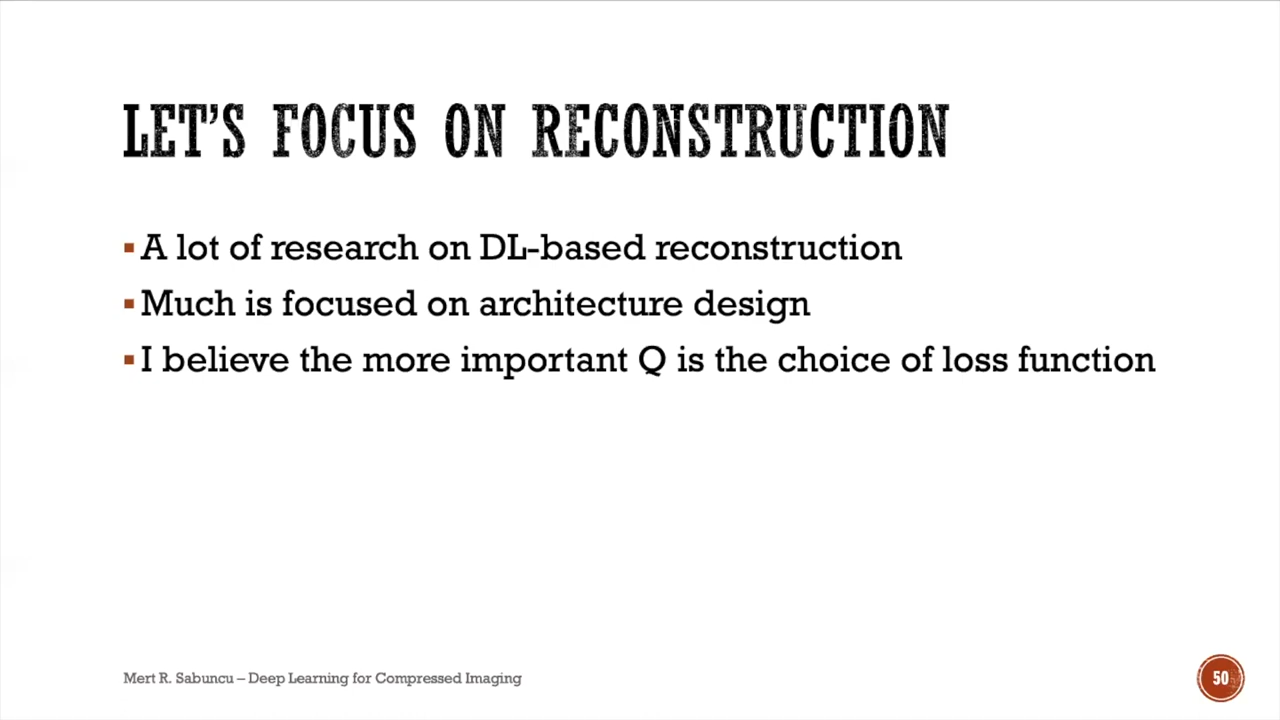 LET'S FOCUS ON RECONSTRUCTION
▪ A lot of research on DL-based reconstruction
▪ Much is focused on architecture design
▪ I believe the more important Q is the choice of loss function
Mert R. Sabuncu – Deep Learning for Compressed Imaging
50